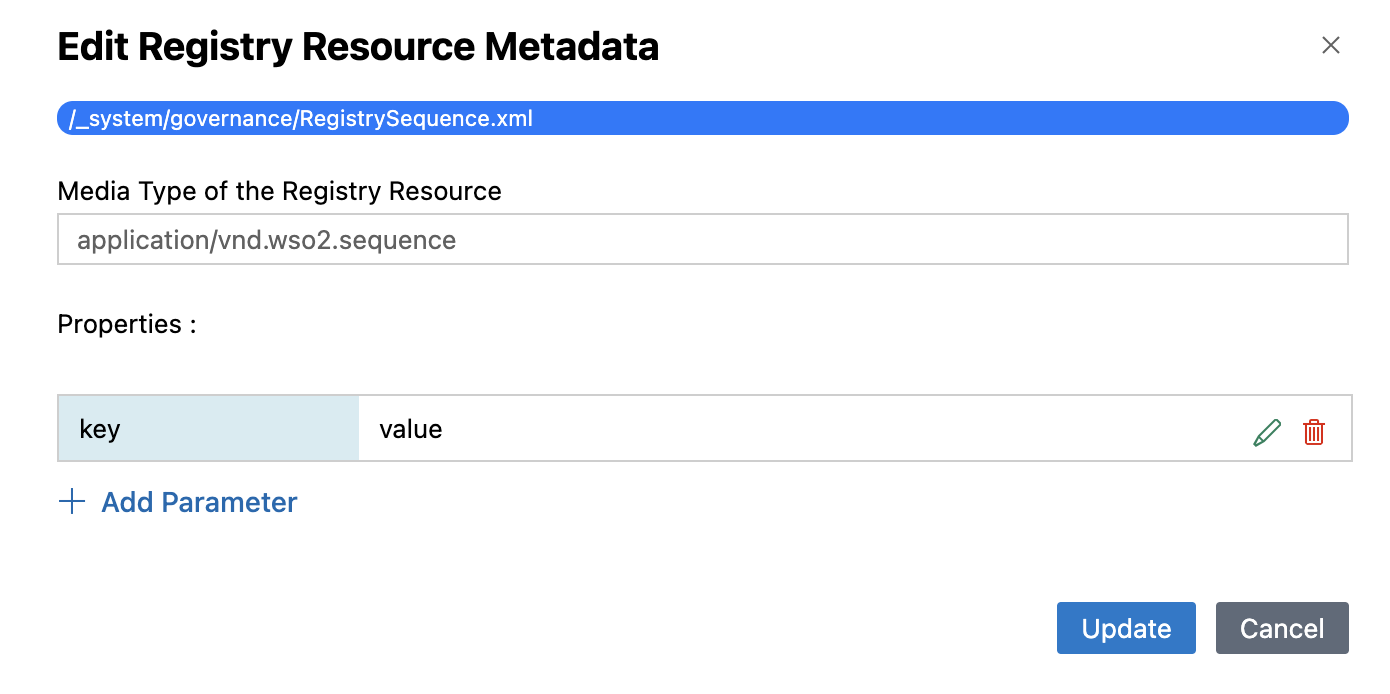 Edit Registry Resource Metadata
/_system/governance/RegistrySequence.xml
Media Type of the Registry Resource
application/vnd.wso2.sequence
Properties :
key value
Add Parameter
Update Cancel